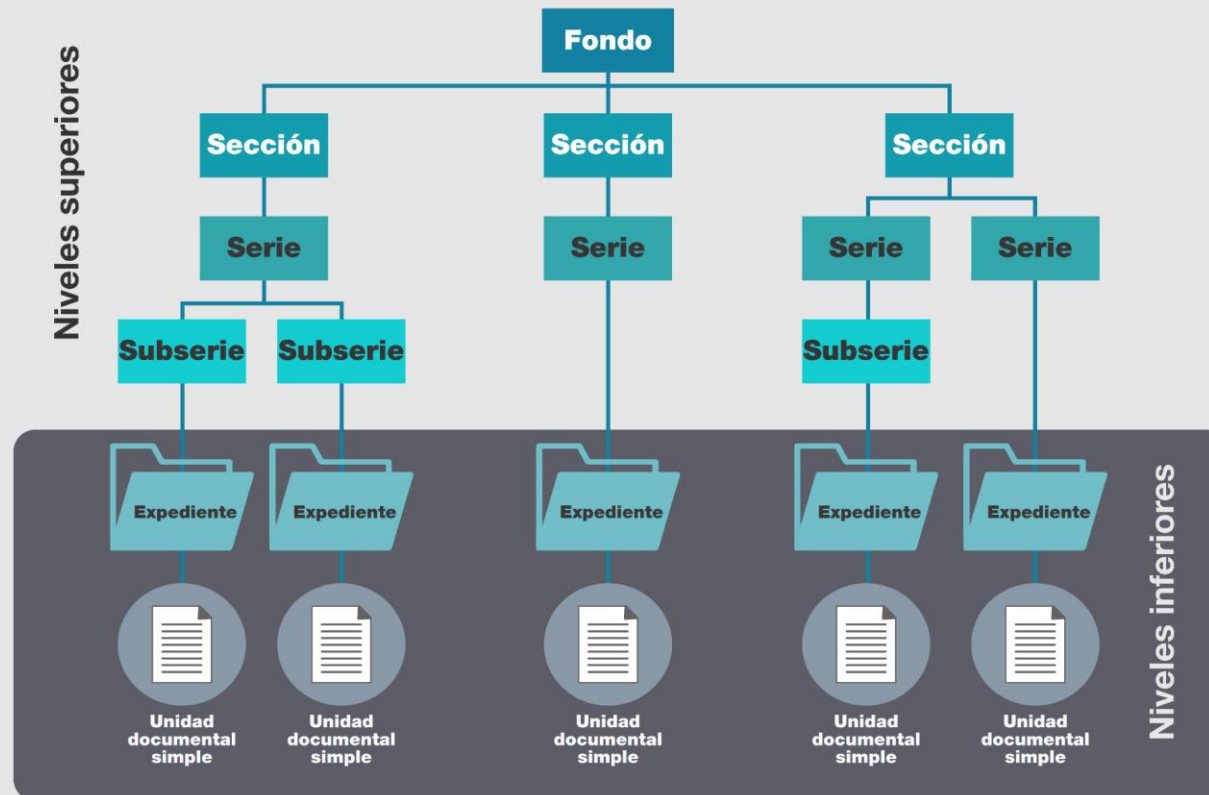 Niveles superiores
Fondo
Sección
Sección
Sección
Serie
Serie
Serie
Serie
Subserie
Subserie
Subserie
Niveles inferiores
Expediente
Expediente
Expediente
Expediente
Expediente
Unidad
documental
simple
Unidad
documental
simple
Unidad
documental
simple
Unidad
documental
simple
Unidad
documental
simple